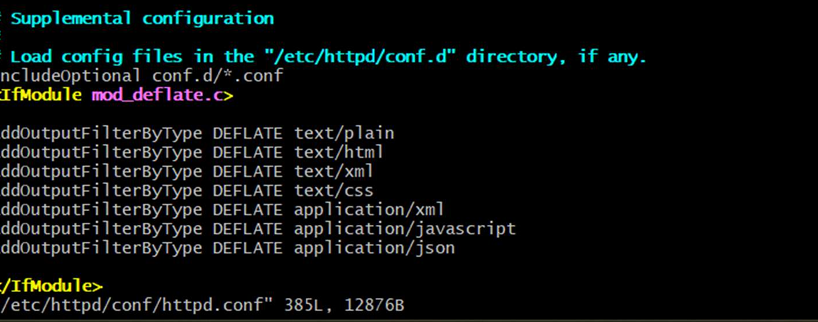 # Supplemental configuration
#
# Load config files in the "/etc/httpd/conf.d" directory, if any.
ncludeOptional conf.d/*.conf
<IfModule mod_deflate.c>
ddOutputFilterByType DEFLATE text/plain
ddOutputFilterByType DEFLATE text/html
ddOutputFilterByType DEFLATE text/xml
ddOutputFilterByType DEFLATE text/css
ddOutputFilterByType DEFLATE application/xml
ddOutputFilterByType DEFLATE application/javascript
ddOutputFilterByType DEFLATE application/json
</IfModule>
/etc/httpd/conf/httpd.conf" 385L, 12876B